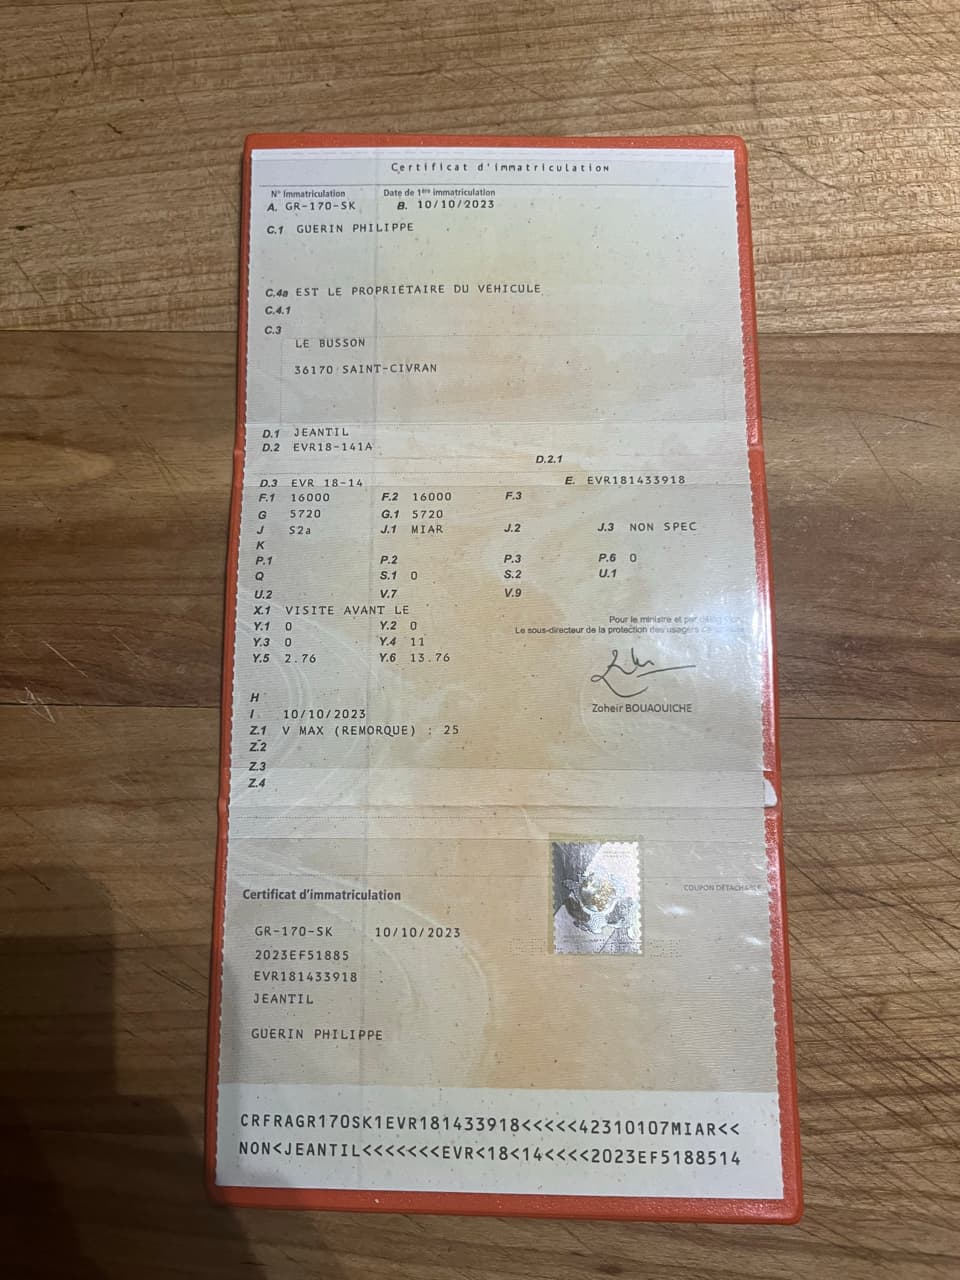 Certificat d'immatriculation
N° immatriculation Date de 1ère immatriculation
A. GR-170-SK B. 10/10/2023
C.1 GUERIN PHILIPPE
C.4a EST LE PROPRIÉTAIRE DU VÉHICULE
C.4.1
C.3
LE BUSSON
36170 SAINT-CIVRAN
D.1 JEANTIL
D.2 EVR18-141A
D.2.1
D.3 EVR 18-14 E. EVR181433918
F.1 16000 F.2 16000 F.3
G 5720 G.1 5720
J S2a J.1 MIAR J.2 J.3 NON SPEC
K
P.1 P.2 P.3 P.6 0
Q S.1 0 S.2 U.1
U.2 V.7 V.9
X.1 VISITE AVANT LE
Y.1 0 Y.2 0
Y.3 0 Y.4 11
Y.5 2.76 Y.6 13.76
Pour le ministre et par
Le sous-directeur de la protection des usagers
Zoheir BOUAOUICHE
H
I 10/10/2023
Z.1 V MAX (REMORQUE) : 25
Z.2
Z.3
Z.4
COUPON DÉTACHABLE
Certificat d'immatriculation
GR-170-SK 10/10/2023
2023EF51885
EVR181433918
JEANTIL
GUERIN PHILIPPE
CRFRAGR170SK1EVR181433918<<<<<42310107MIAR<<
NON<JEANTIL<<<<<<<EVR<18<14<<<<2023EF5188514